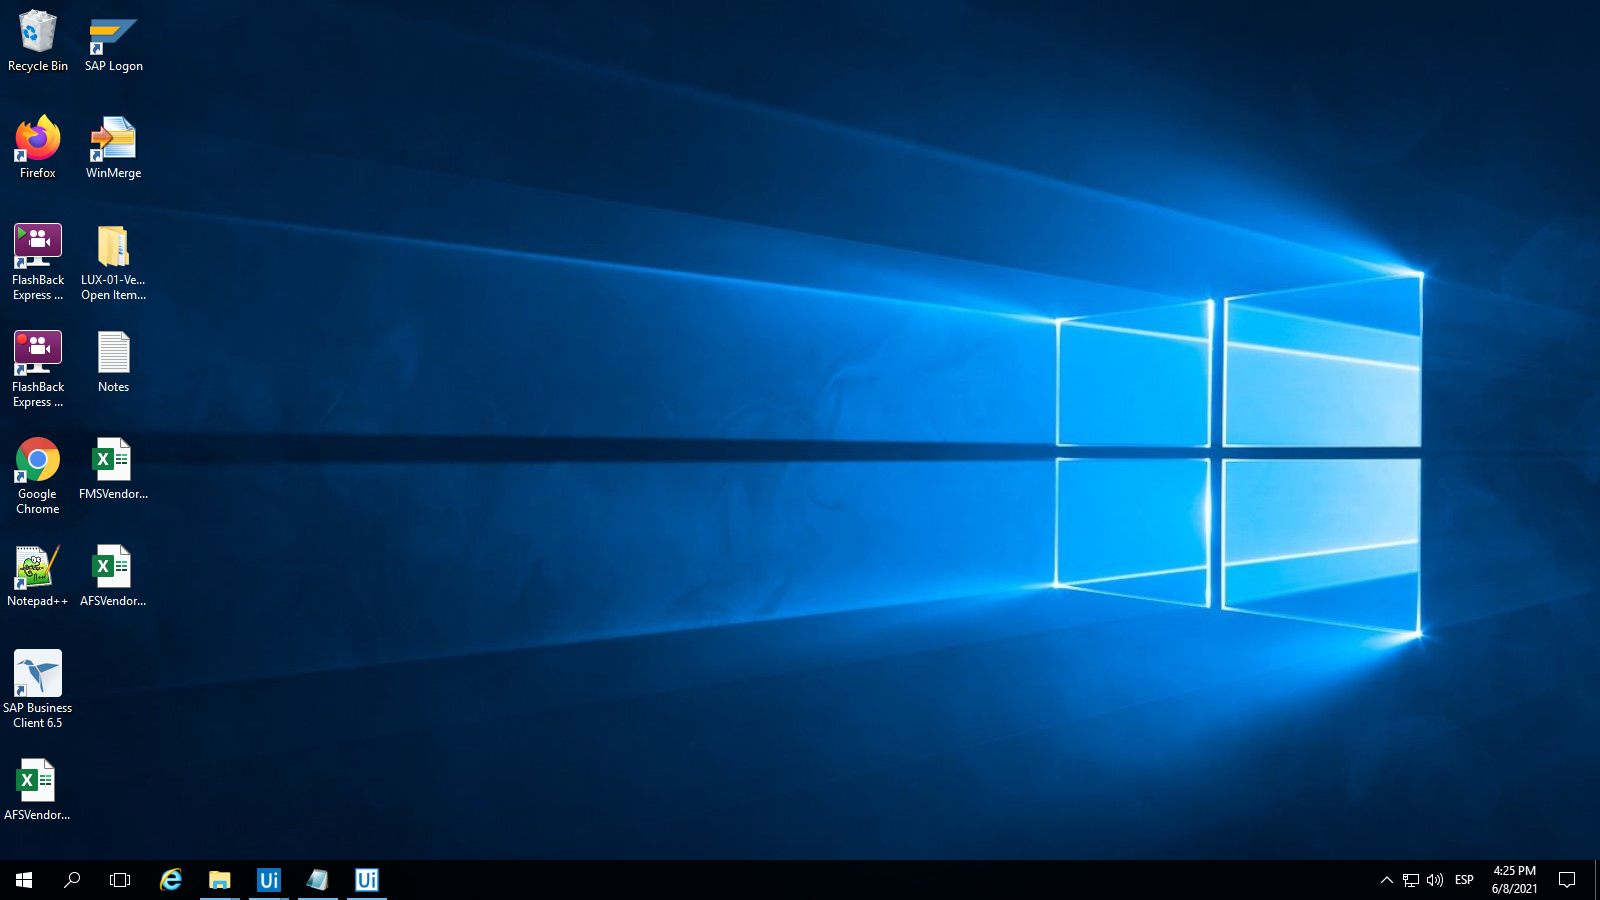 Recycle Bin
SAP Logon
Firefox
WinMerge
FlashBack
Express ...
LUX-01-Ve...
Open Item...
FlashBack
Express ...
Notes
Google
Chrome
FMSVendor...
Notepad++
AFSVendor...
SAP Business
Client 6.5
AFSVendor...
Ui
Ui
ESP
4:25 PM
6/8/2021